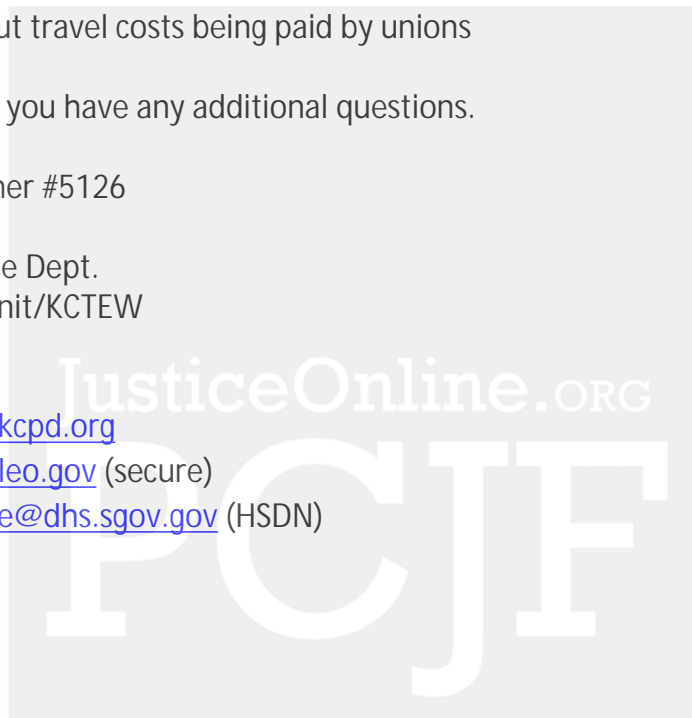 ut travel costs being paid by unions
you have any additional questions.
ner #5126
e Dept.
nit/KCTEW
JusticeOnline.ORG
kcpd.org
leo.gov (secure)
e@dhs.sgov.gov (HSDN)
PCJF